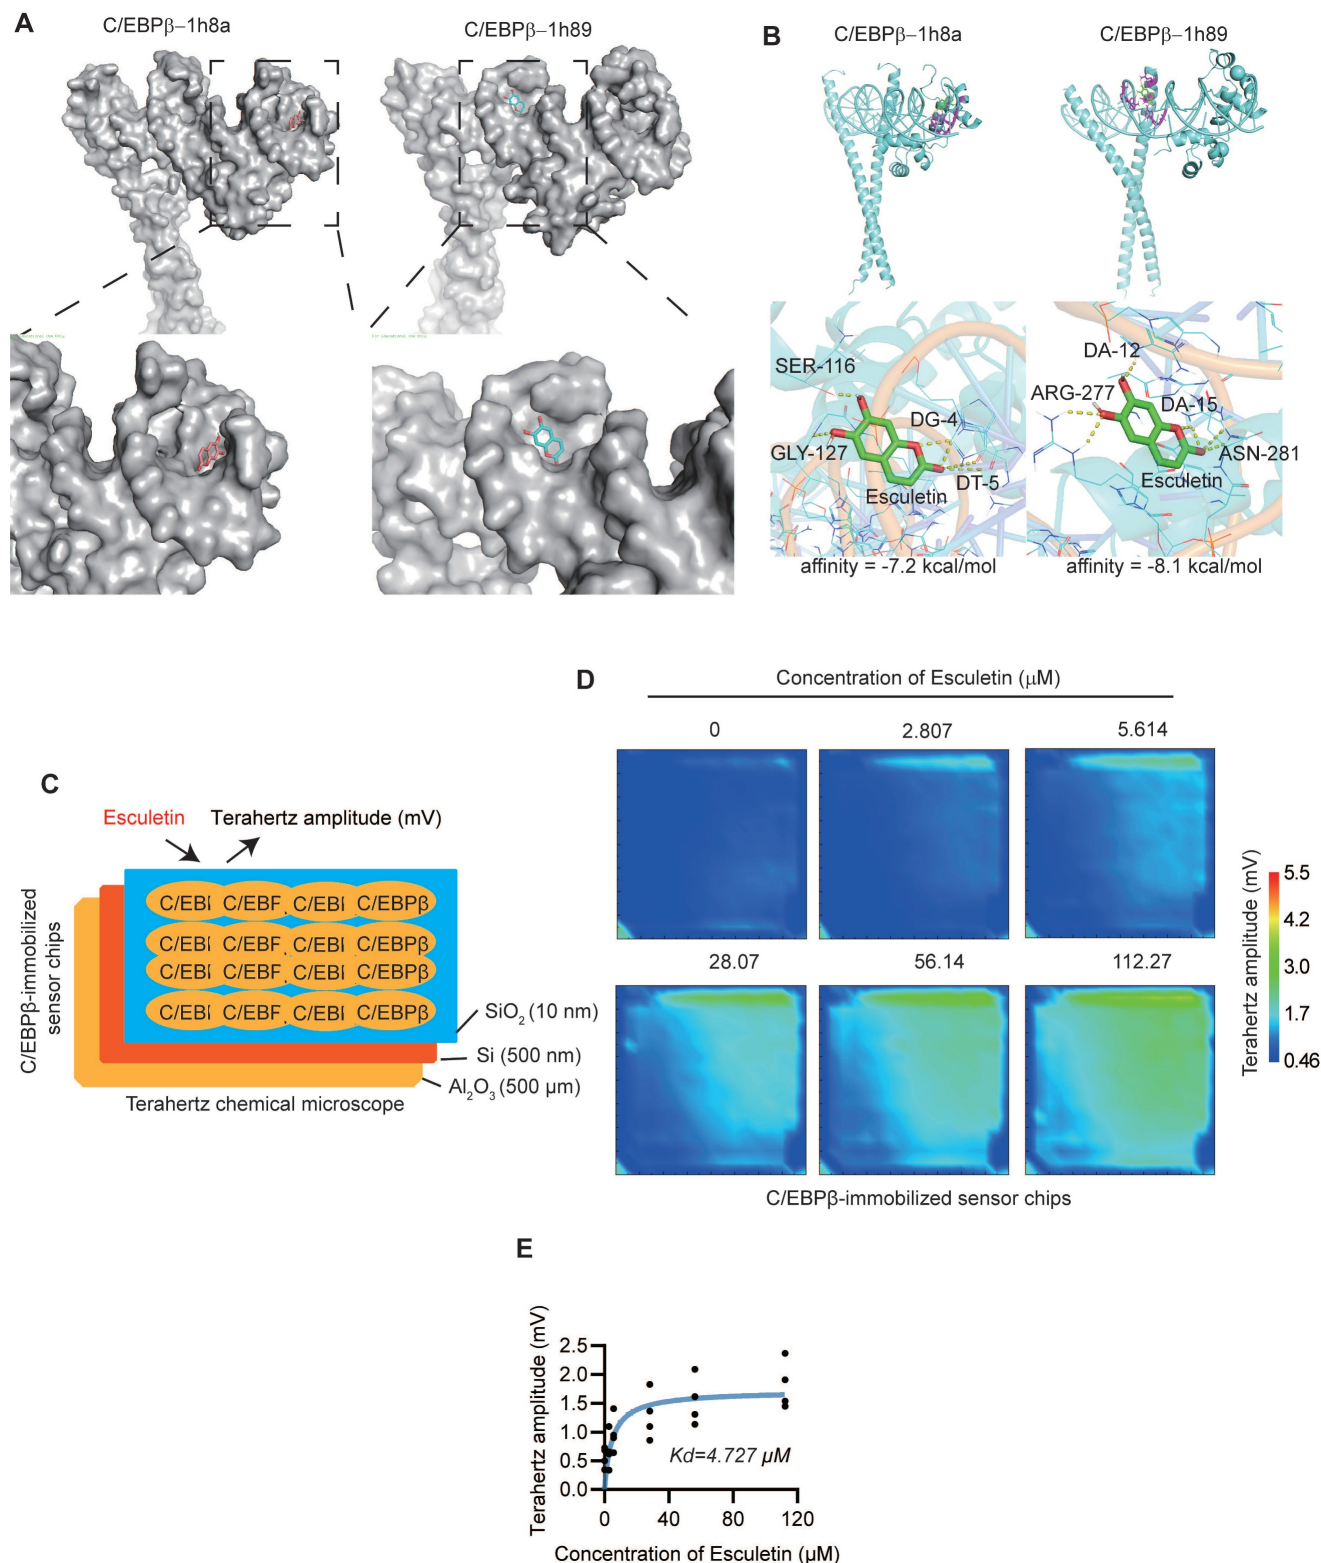 A
C/EBPβ–1h8a
C/EBPβ–1h89
B
C/EBPβ–1h8a
C/EBPβ–1h89
SER-116
GLY-127
DG-4
DT-5
Esculetin
affinity = -7.2 kcal/mol
DA-12
ARG-277
DA-15
ASN-281
Esculetin
affinity = -8.1 kcal/mol
C
Esculetin
Terahertz amplitude (mV)
C/EBPβ-immobilized
sensor chips
C/EBI C/EBF C/EBI C/EBPβ
C/EBI C/EBF C/EBI C/EBPβ
C/EBI C/EBF C/EBI C/EBPβ
C/EBI C/EBF C/EBI C/EBPβ
SiO2 (10 nm)
Si (500 nm)
Al2O3 (500 µm)
Terahertz chemical microscope
D
Concentration of Esculetin (µM)
0 2.807 5.614
28.07 56.14 112.27
C/EBPβ-immobilized sensor chips
Terahertz amplitude (mV)
5.5
4.2
3.0
1.7
0.46
E
Terahertz amplitude (mV)
2.5
2.0
1.5
1.0
0.5
0.0
Kd=4.727 µM
0 40 80 120
Concentration of Esculetin (µM)